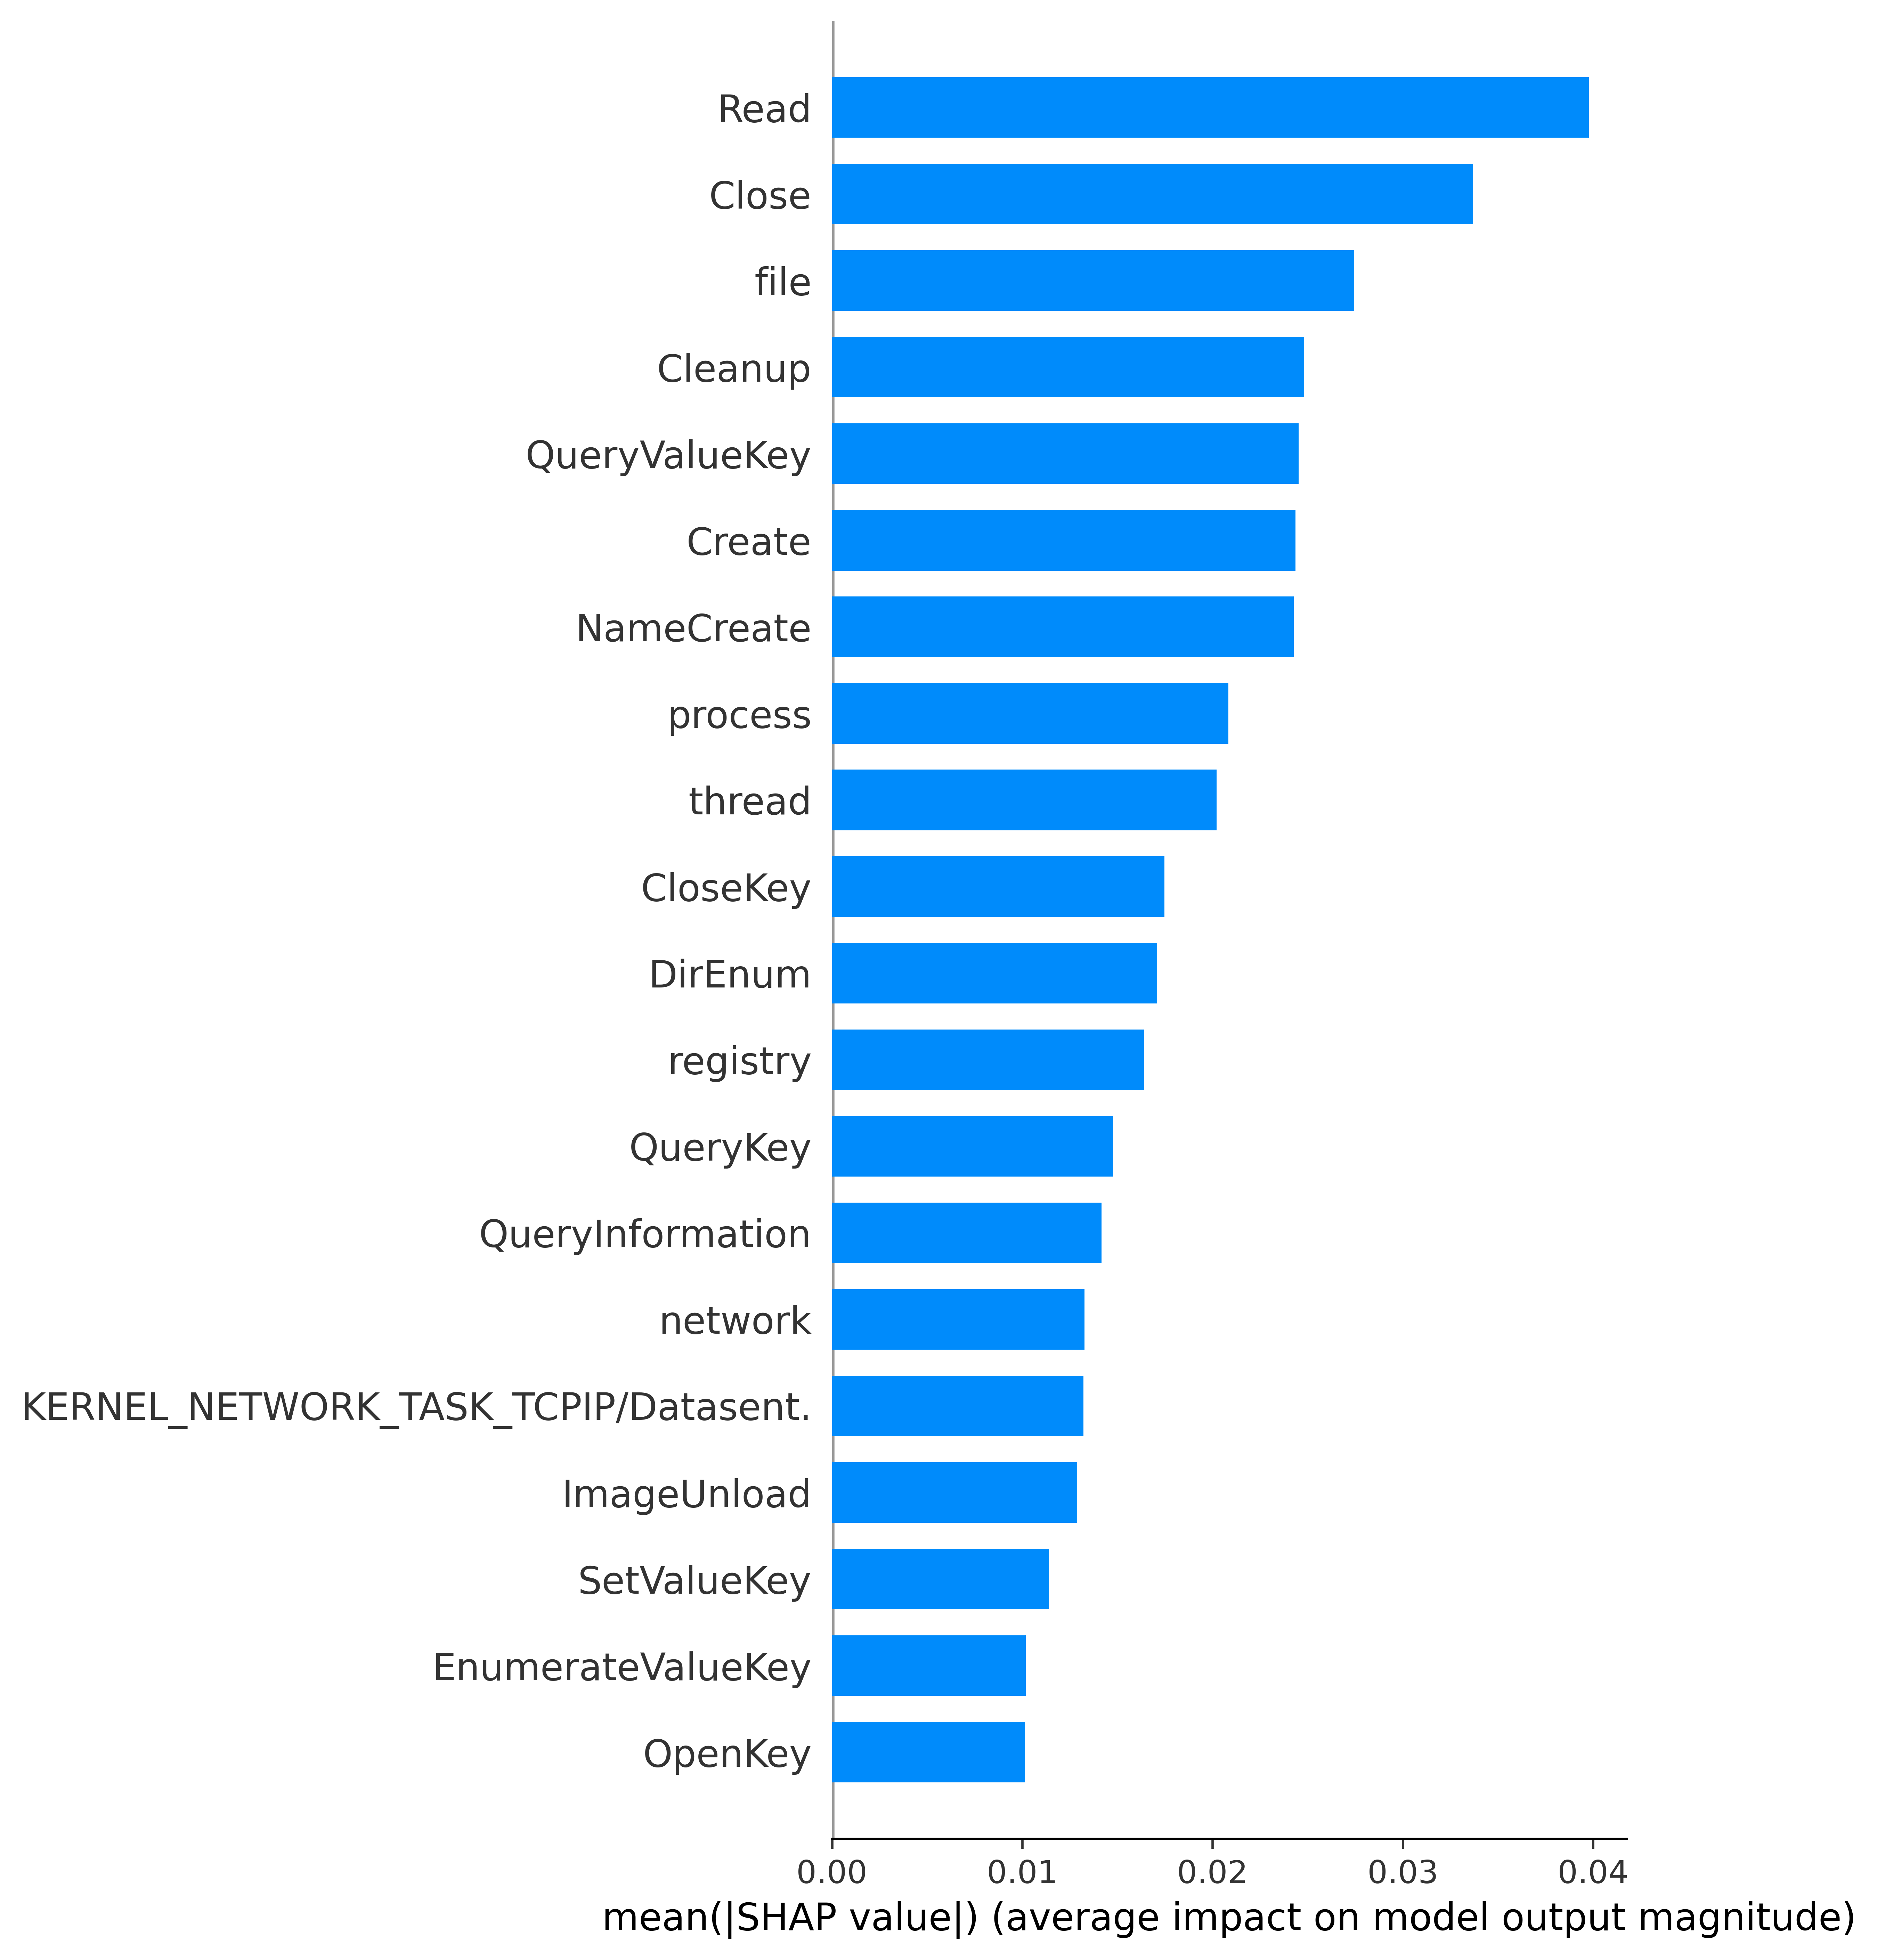 Read
Close
file
Cleanup
QueryValueKey
Create
NameCreate
process
thread
CloseKey
DirEnum
registry
QueryKey
QueryInformation
network
KERNEL_NETWORK_TASK_TCPIP/Datasent.
ImageUnload
SetValueKey
EnumerateValueKey
OpenKey
0.00 0.01 0.02 0.03 0.04
mean(|SHAP value|) (average impact on model output magnitude)